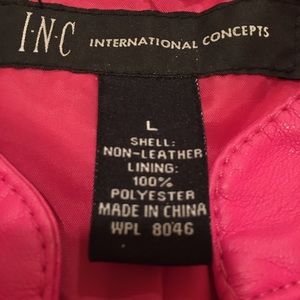 I·N·C INTERNATIONAL CONCEPTS
L
SHELL:
NON-LEATHER
LINING:
100%
POLYESTER
MADE IN CHINA
WPL 8046